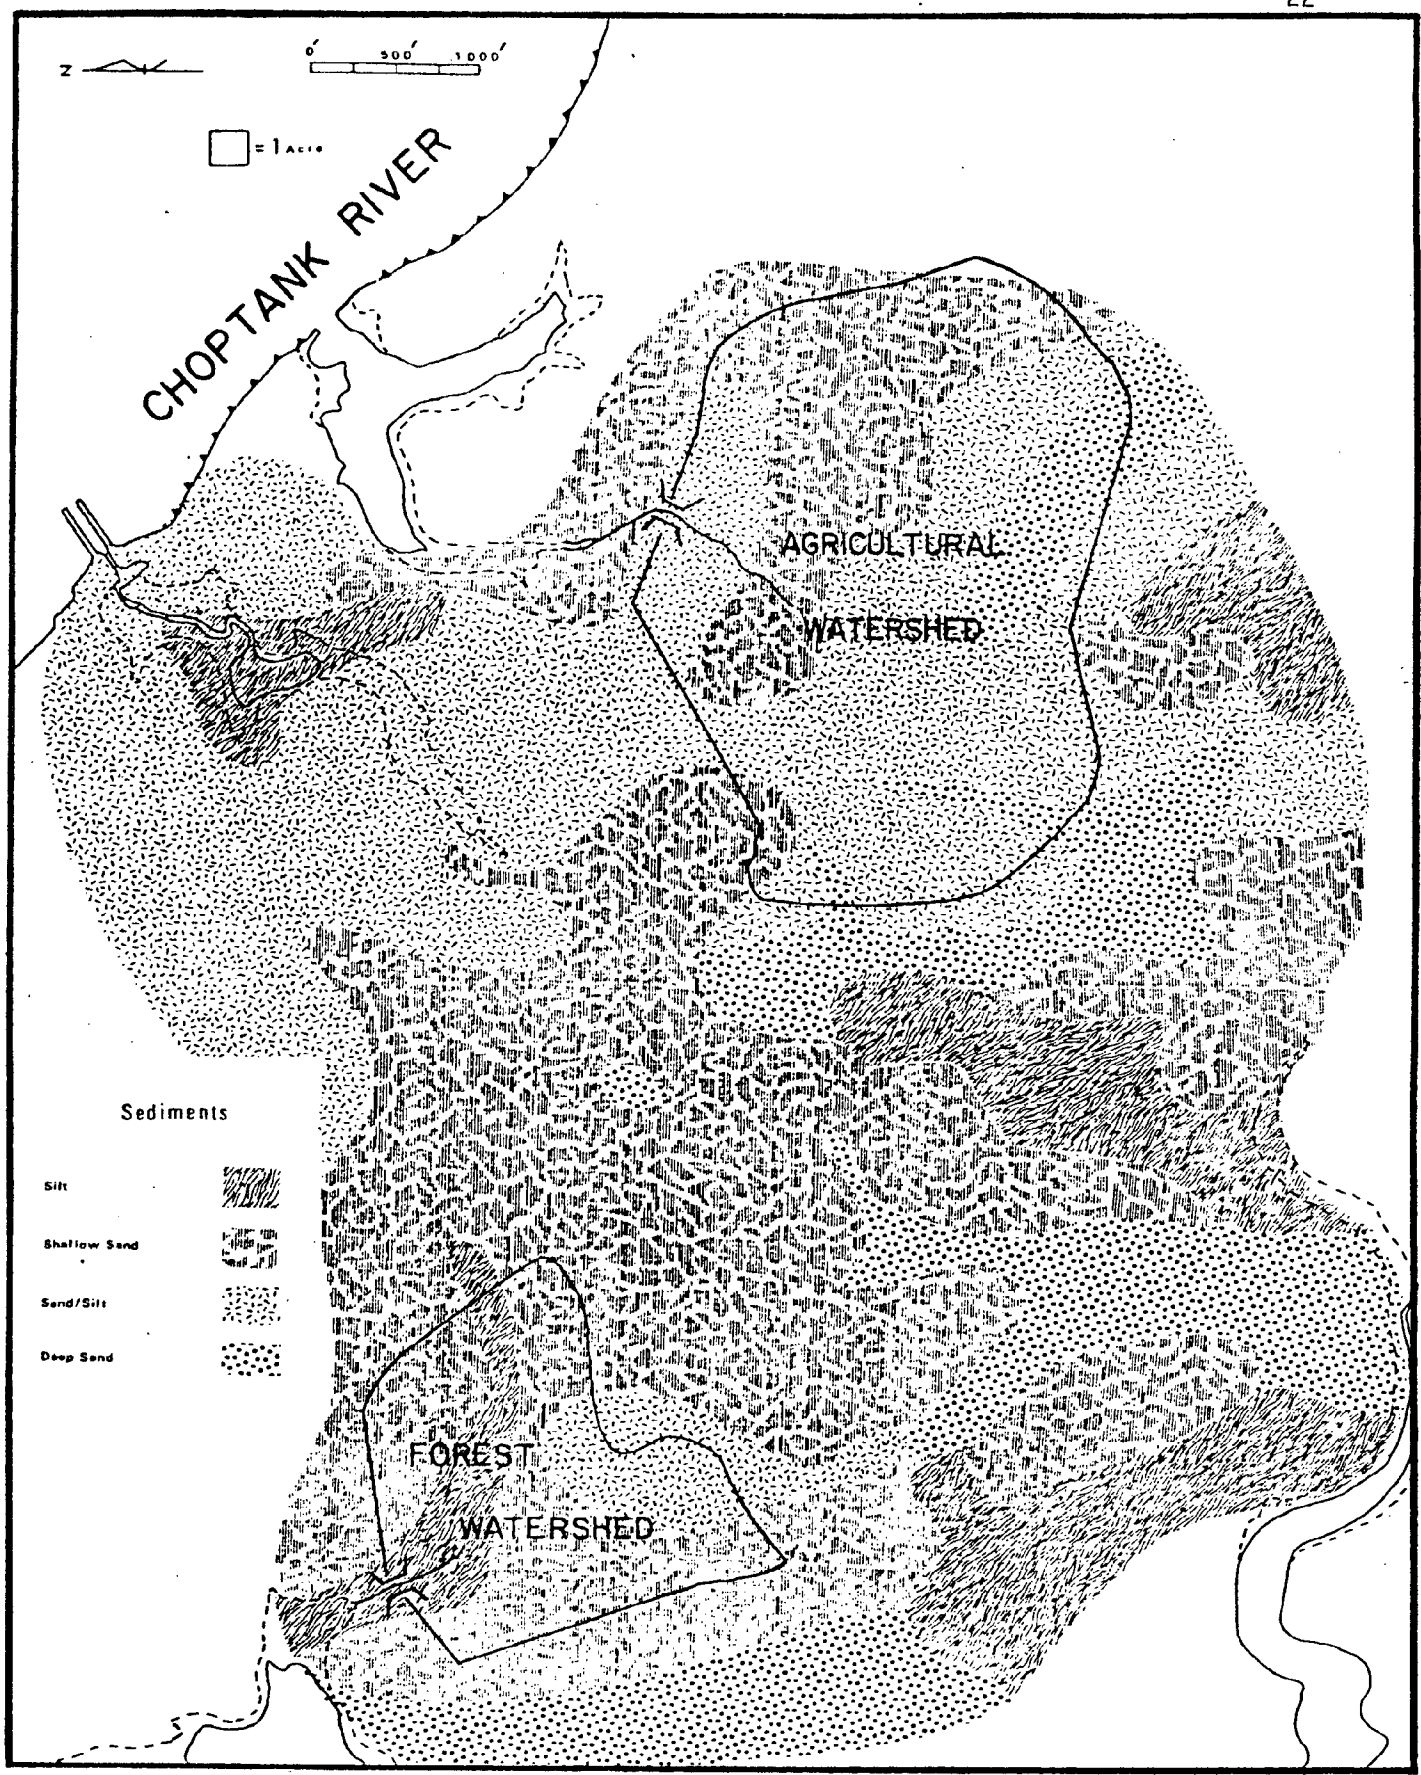 22
N
0' 500' 1000'
= 1 Acre
CHOPTANK RIVER
AGRICULTURAL
WATERSHED
Sediments
Silt
Shallow Sand
Sand/Silt
Deep Sand
FOREST
WATERSHED